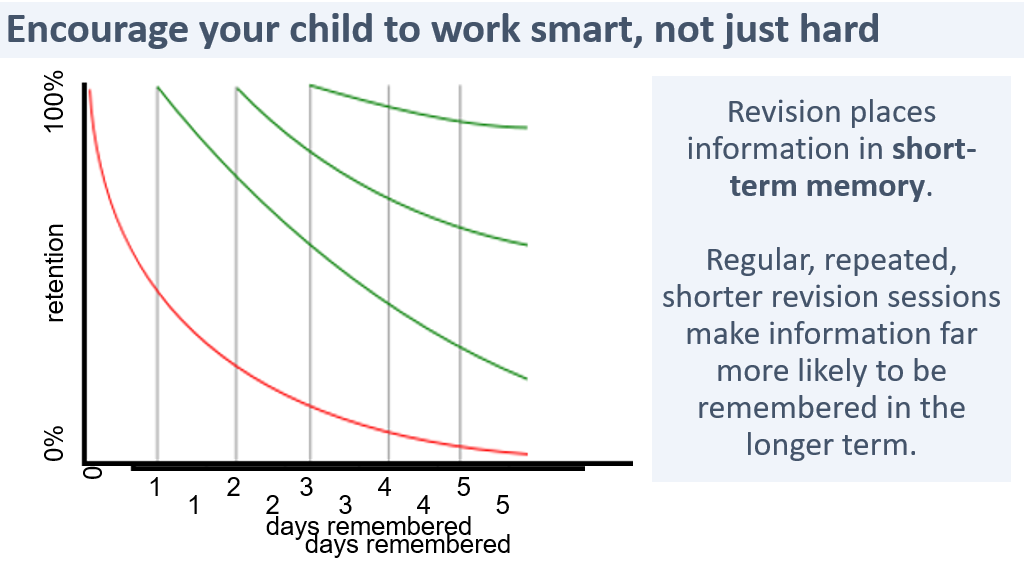 Encourage your child to work smart, not just hard
100%
retention
0%
0
1 2 3 4 5
1 2 3 4 5
days remembered
days remembered
Revision places
information in short-
term memory.
Regular, repeated,
shorter revision sessions
make information far
more likely to be
remembered in the
longer term.